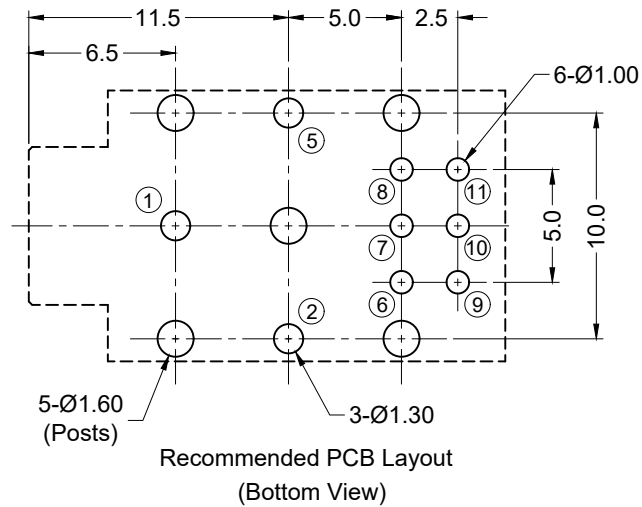 11.5
5.0
2.5
6.5
6-Ø1.00
⑤
⑧
⑪
①
⑦
⑩
5.0
10.0
⑥
⑨
②
5-Ø1.60
(Posts)
3-Ø1.30
Recommended PCB Layout
(Bottom View)